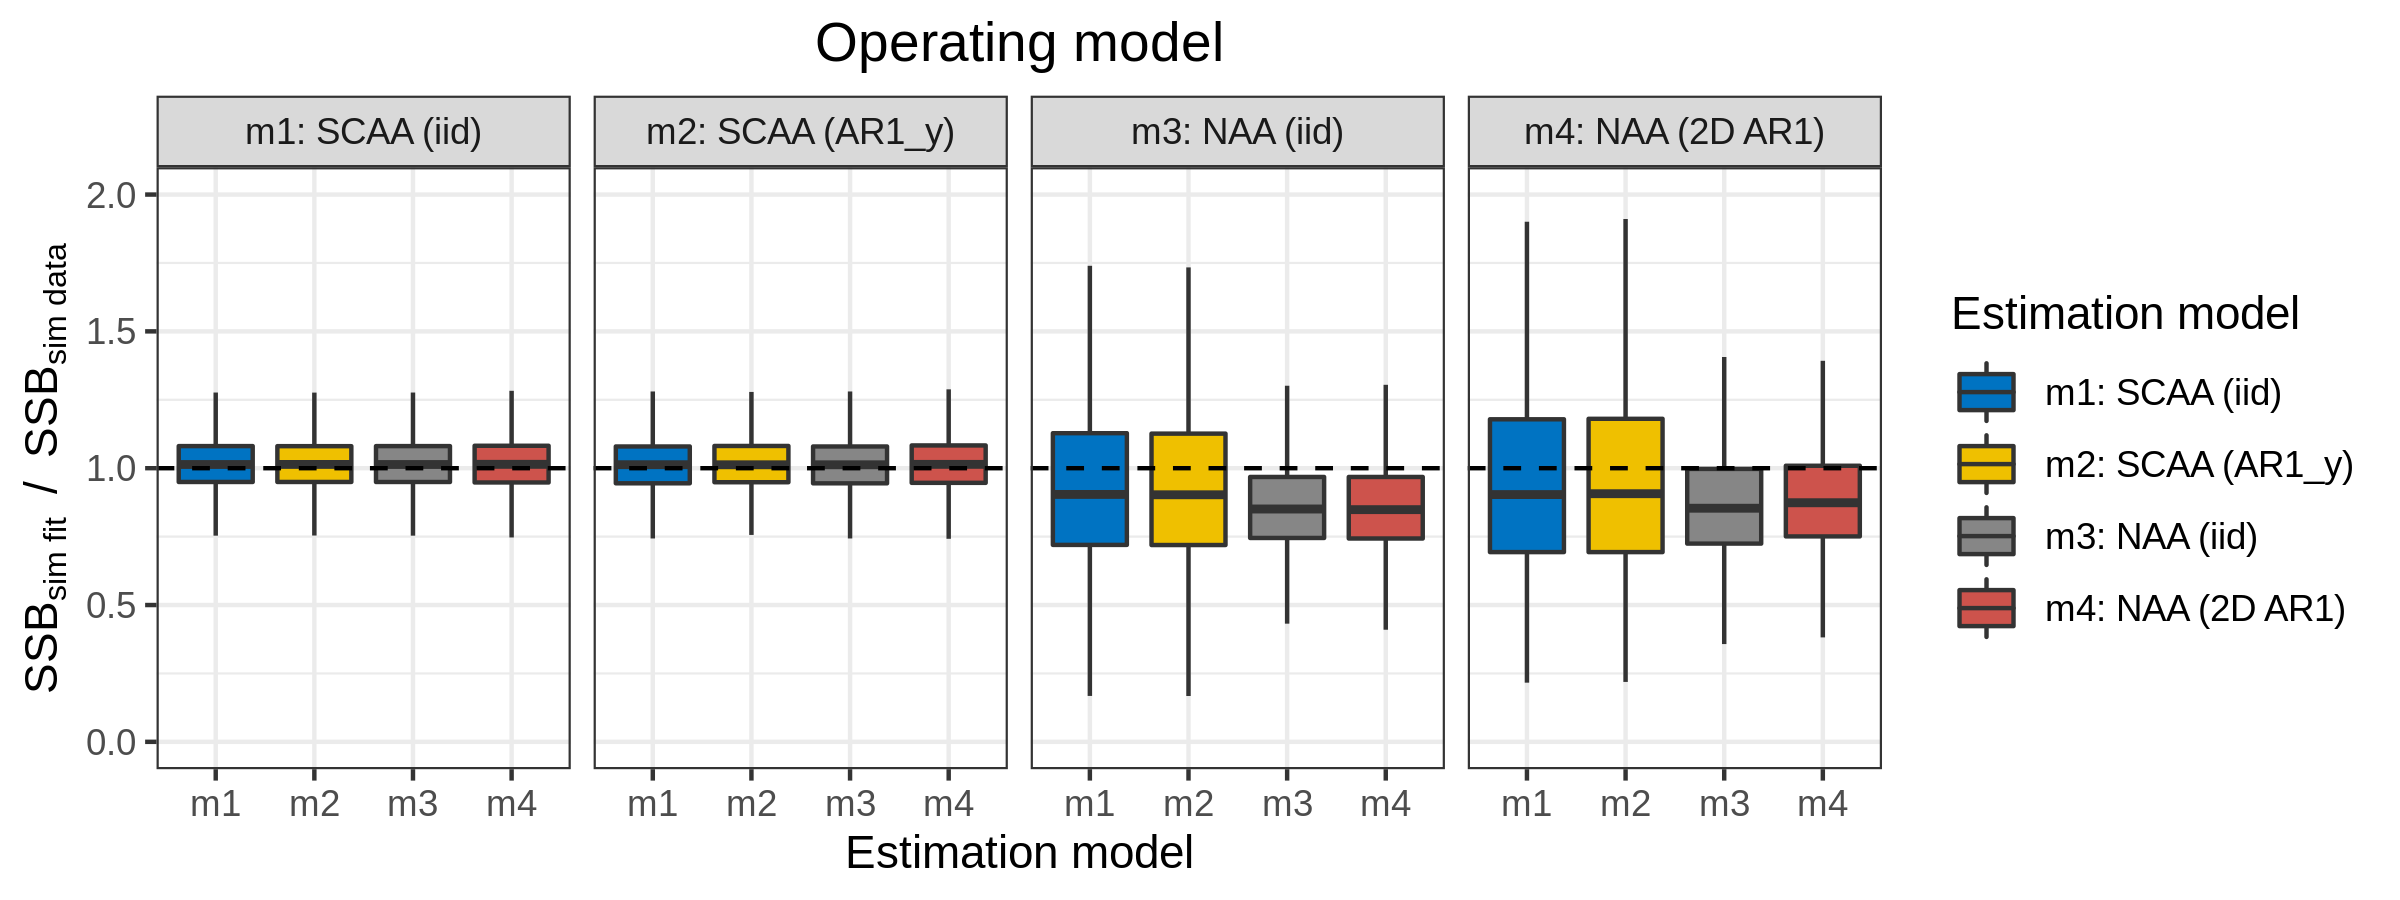 Operating model
m1: SCAA (iid)
m2: SCAA (AR1_y)
m3: NAA (iid)
m4: NAA (2D AR1)
SSBsim fit / SSBsim data
2.0
1.5
1.0
0.5
0.0
m1 m2 m3 m4
m1 m2 m3 m4
m1 m2 m3 m4
m1 m2 m3 m4
Estimation model
Estimation model
m1: SCAA (iid)
m2: SCAA (AR1_y)
m3: NAA (iid)
m4: NAA (2D AR1)